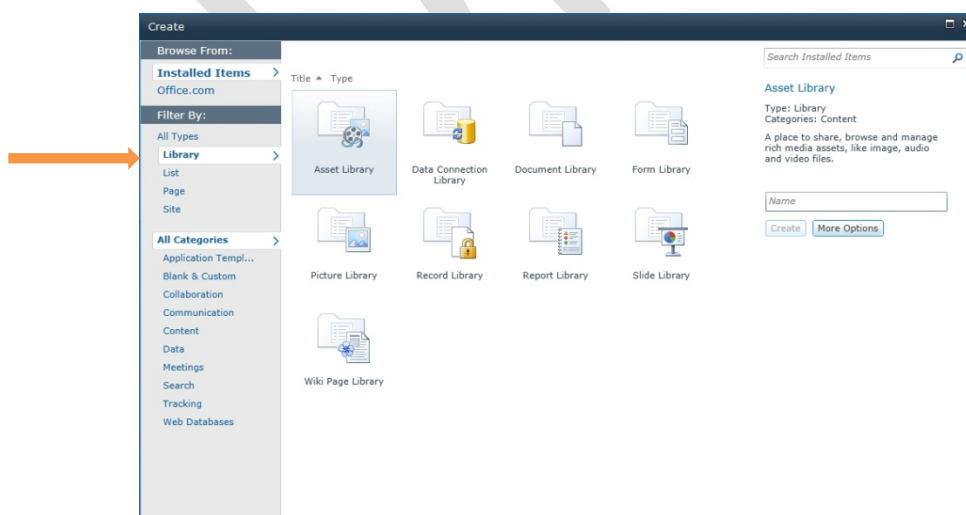 Create
Browse From:
Installed Items
Office.com
Filter By:
All Types
Library
List
Page
Site
All Categories
Application Templ...
Blank & Custom
Collaboration
Communication
Content
Data
Meetings
Search
Tracking
Web Databases
Title Type
Asset Library
Data Connection
Library
Document Library
Form Library
Picture Library
Record Library
Report Library
Slide Library
Wiki Page Library
Search Installed Items
Asset Library
Type: Library
Categories: Content
A place to share, browse and manage
rich media assets, like image, audio
and video files.
Name
Create More Options